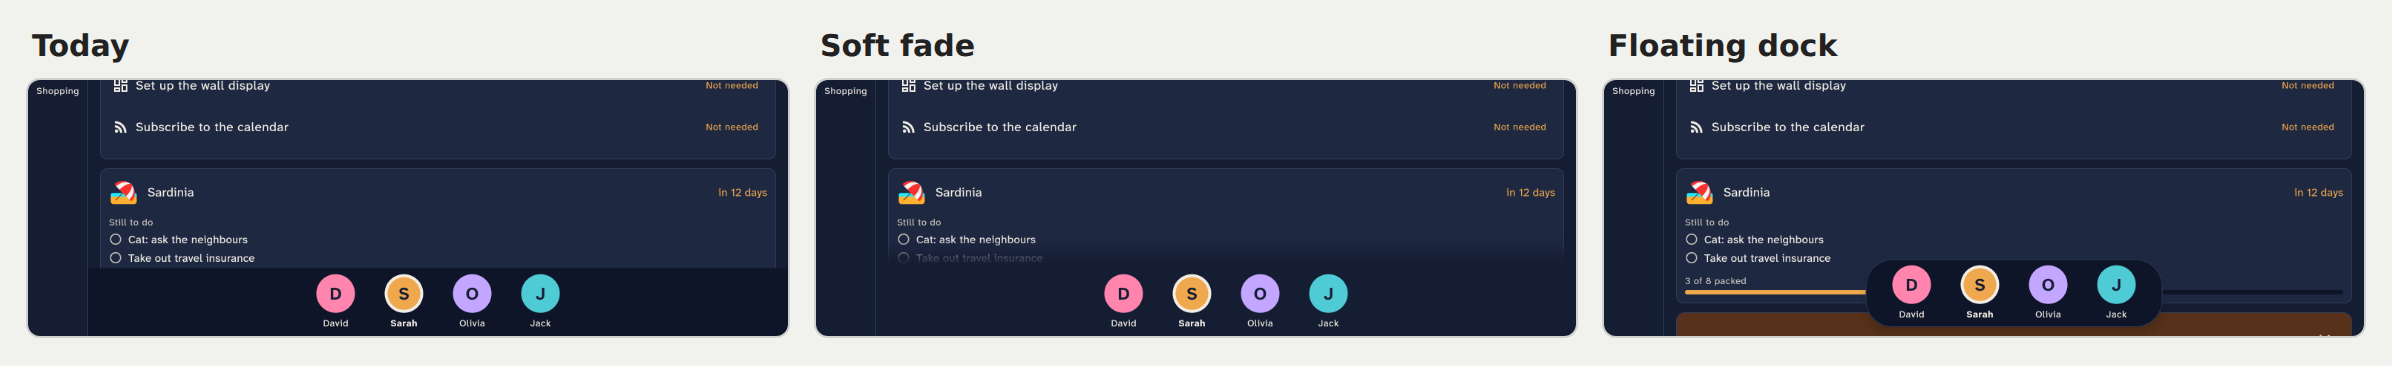 Today
Shopping
Set up the wall display Not needed
Subscribe to the calendar Not needed
Sardinia in 12 days
Still to do
Cat: ask the neighbours
Take out travel insurance
D S O J
David Sarah Olivia Jack
Soft fade
Shopping
Set up the wall display Not needed
Subscribe to the calendar Not needed
Sardinia in 12 days
Still to do
Cat: ask the neighbours
Take out travel insurance
D S O J
David Sarah Olivia Jack
Floating dock
Shopping
Set up the wall display Not needed
Subscribe to the calendar Not needed
Sardinia in 12 days
Still to do
Cat: ask the neighbours
Take out travel insurance
3 of 8 packed
D S O J
David Sarah Olivia Jack